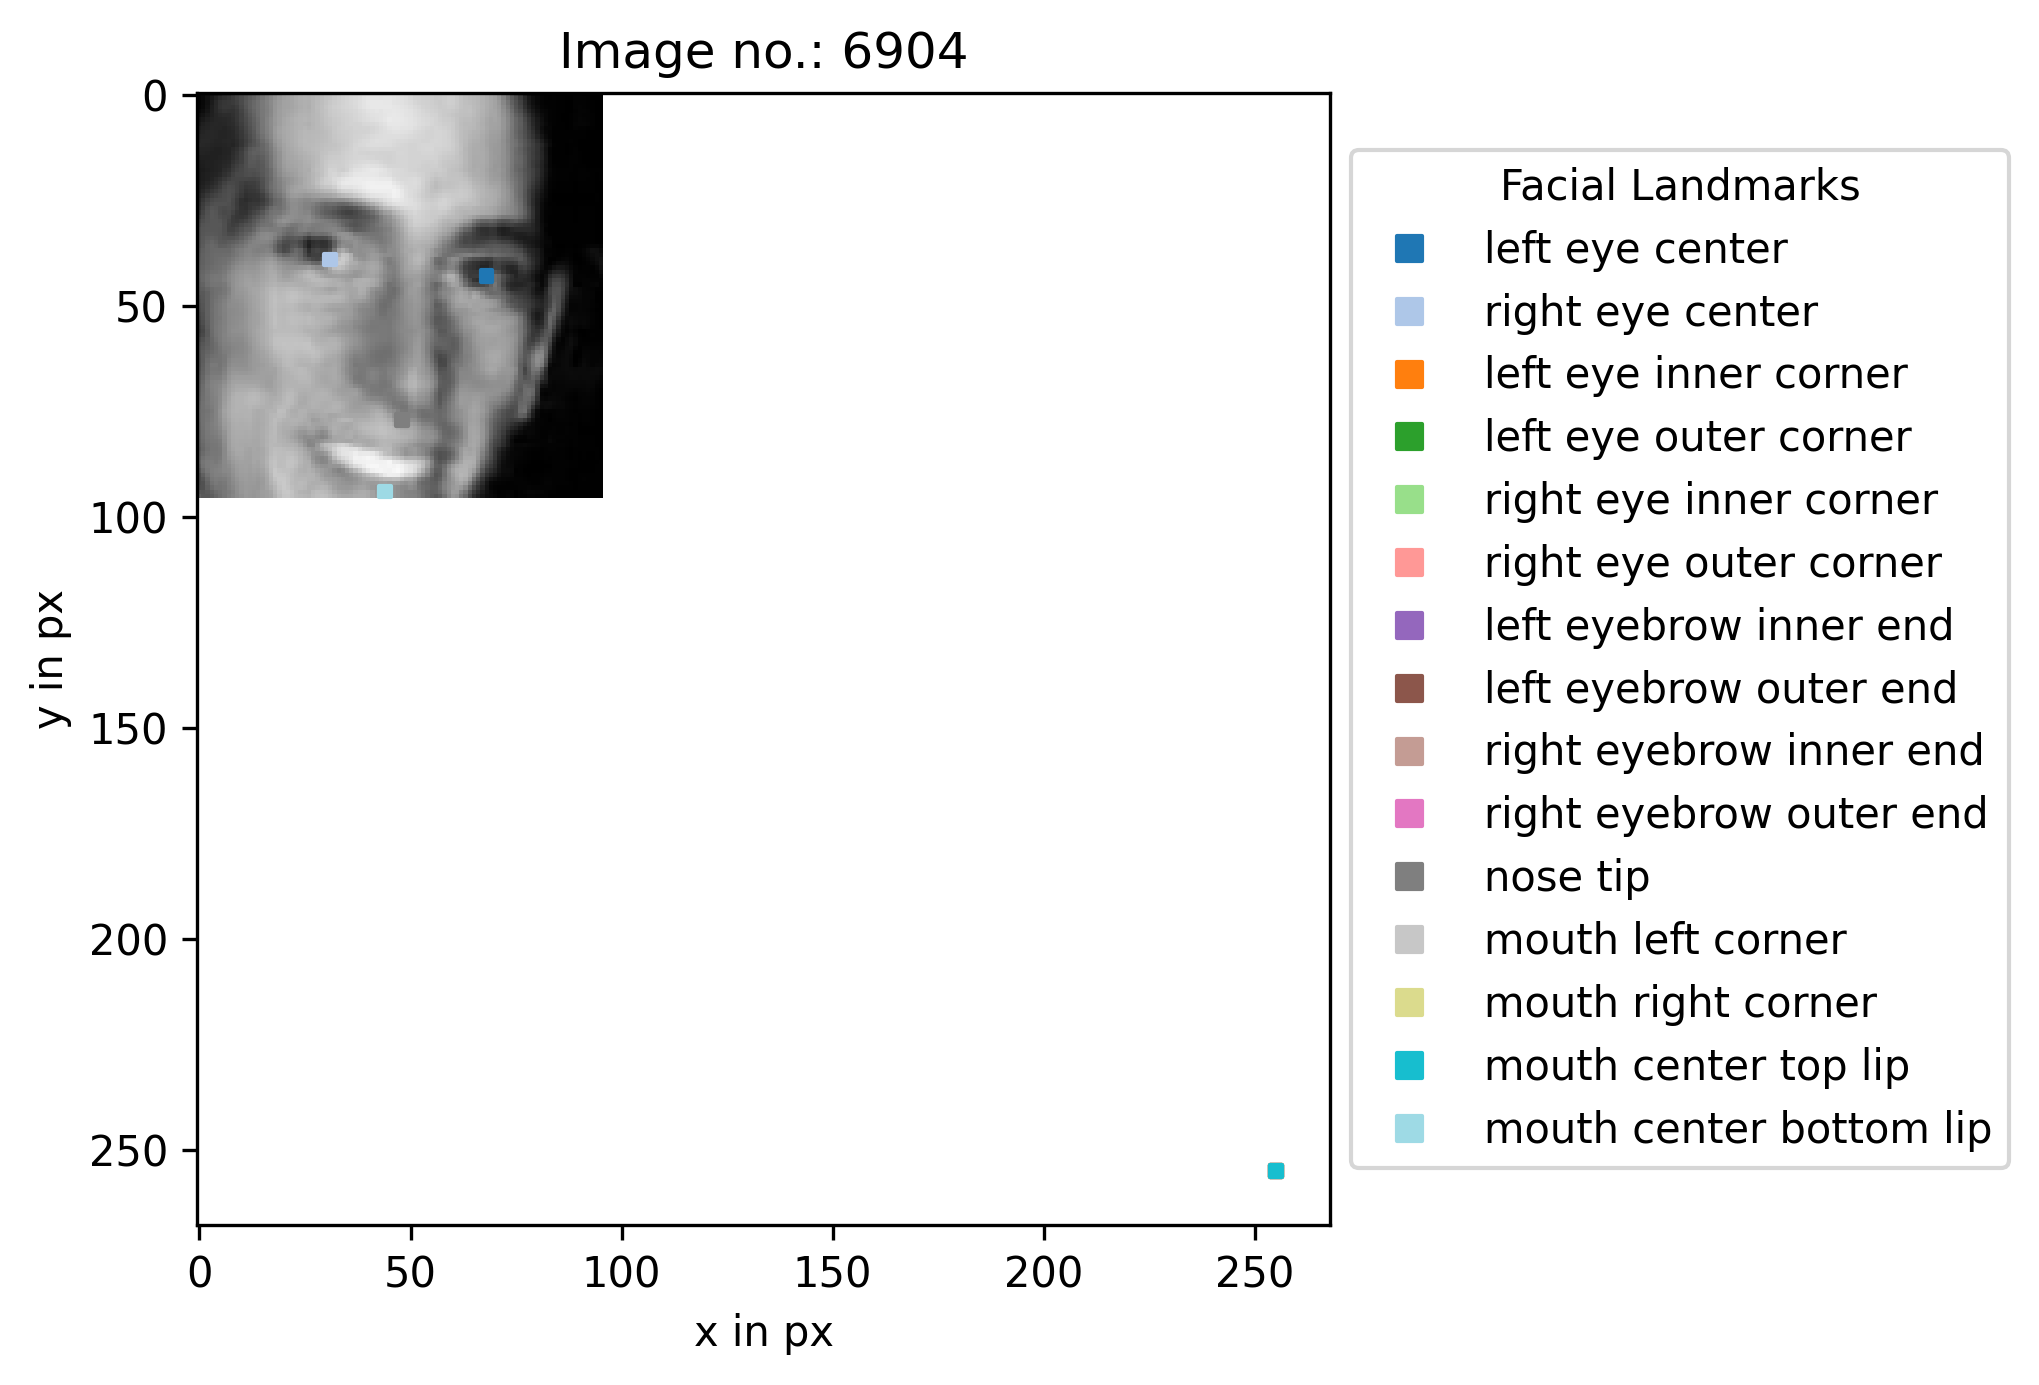 Image no.: 6904
0
50
100
150
200
250
y in px
0 50 100 150 200 250
x in px
Facial Landmarks
left eye center
right eye center
left eye inner corner
left eye outer corner
right eye inner corner
right eye outer corner
left eyebrow inner end
left eyebrow outer end
right eyebrow inner end
right eyebrow outer end
nose tip
mouth left corner
mouth right corner
mouth center top lip
mouth center bottom lip